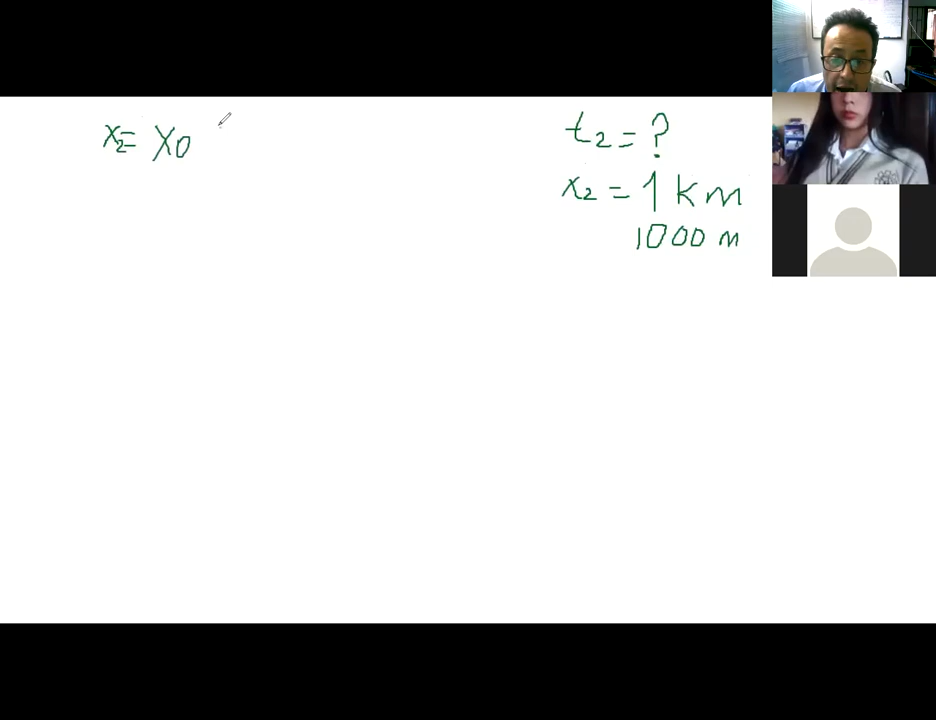 x₂= X0
t₂ = ?
x₂ = 1 km
1000 m